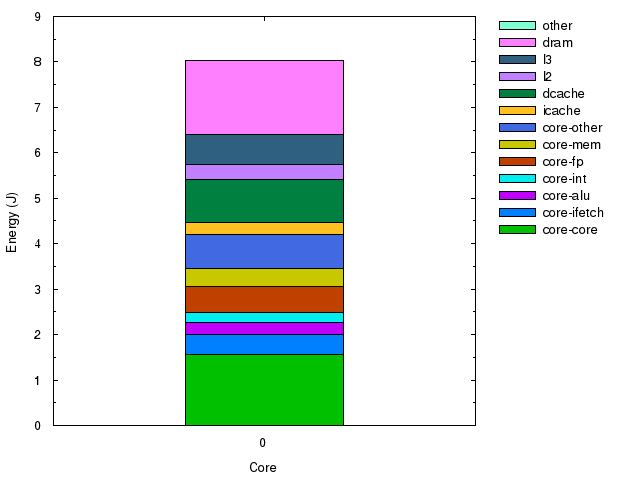 9
8
7
6
5
4
3
2
1
0
Energy (J)
0
Core
other
dram
l3
l2
dcache
icache
core-other
core-mem
core-fp
core-int
core-alu
core-ifetch
core-core